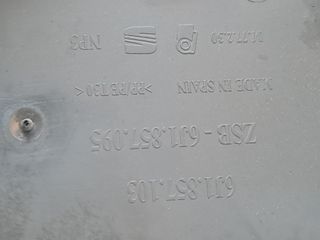 6J1.857.103
ZSB - 6J1.857.095
MADE IN SPAIN >PP/PE T30<